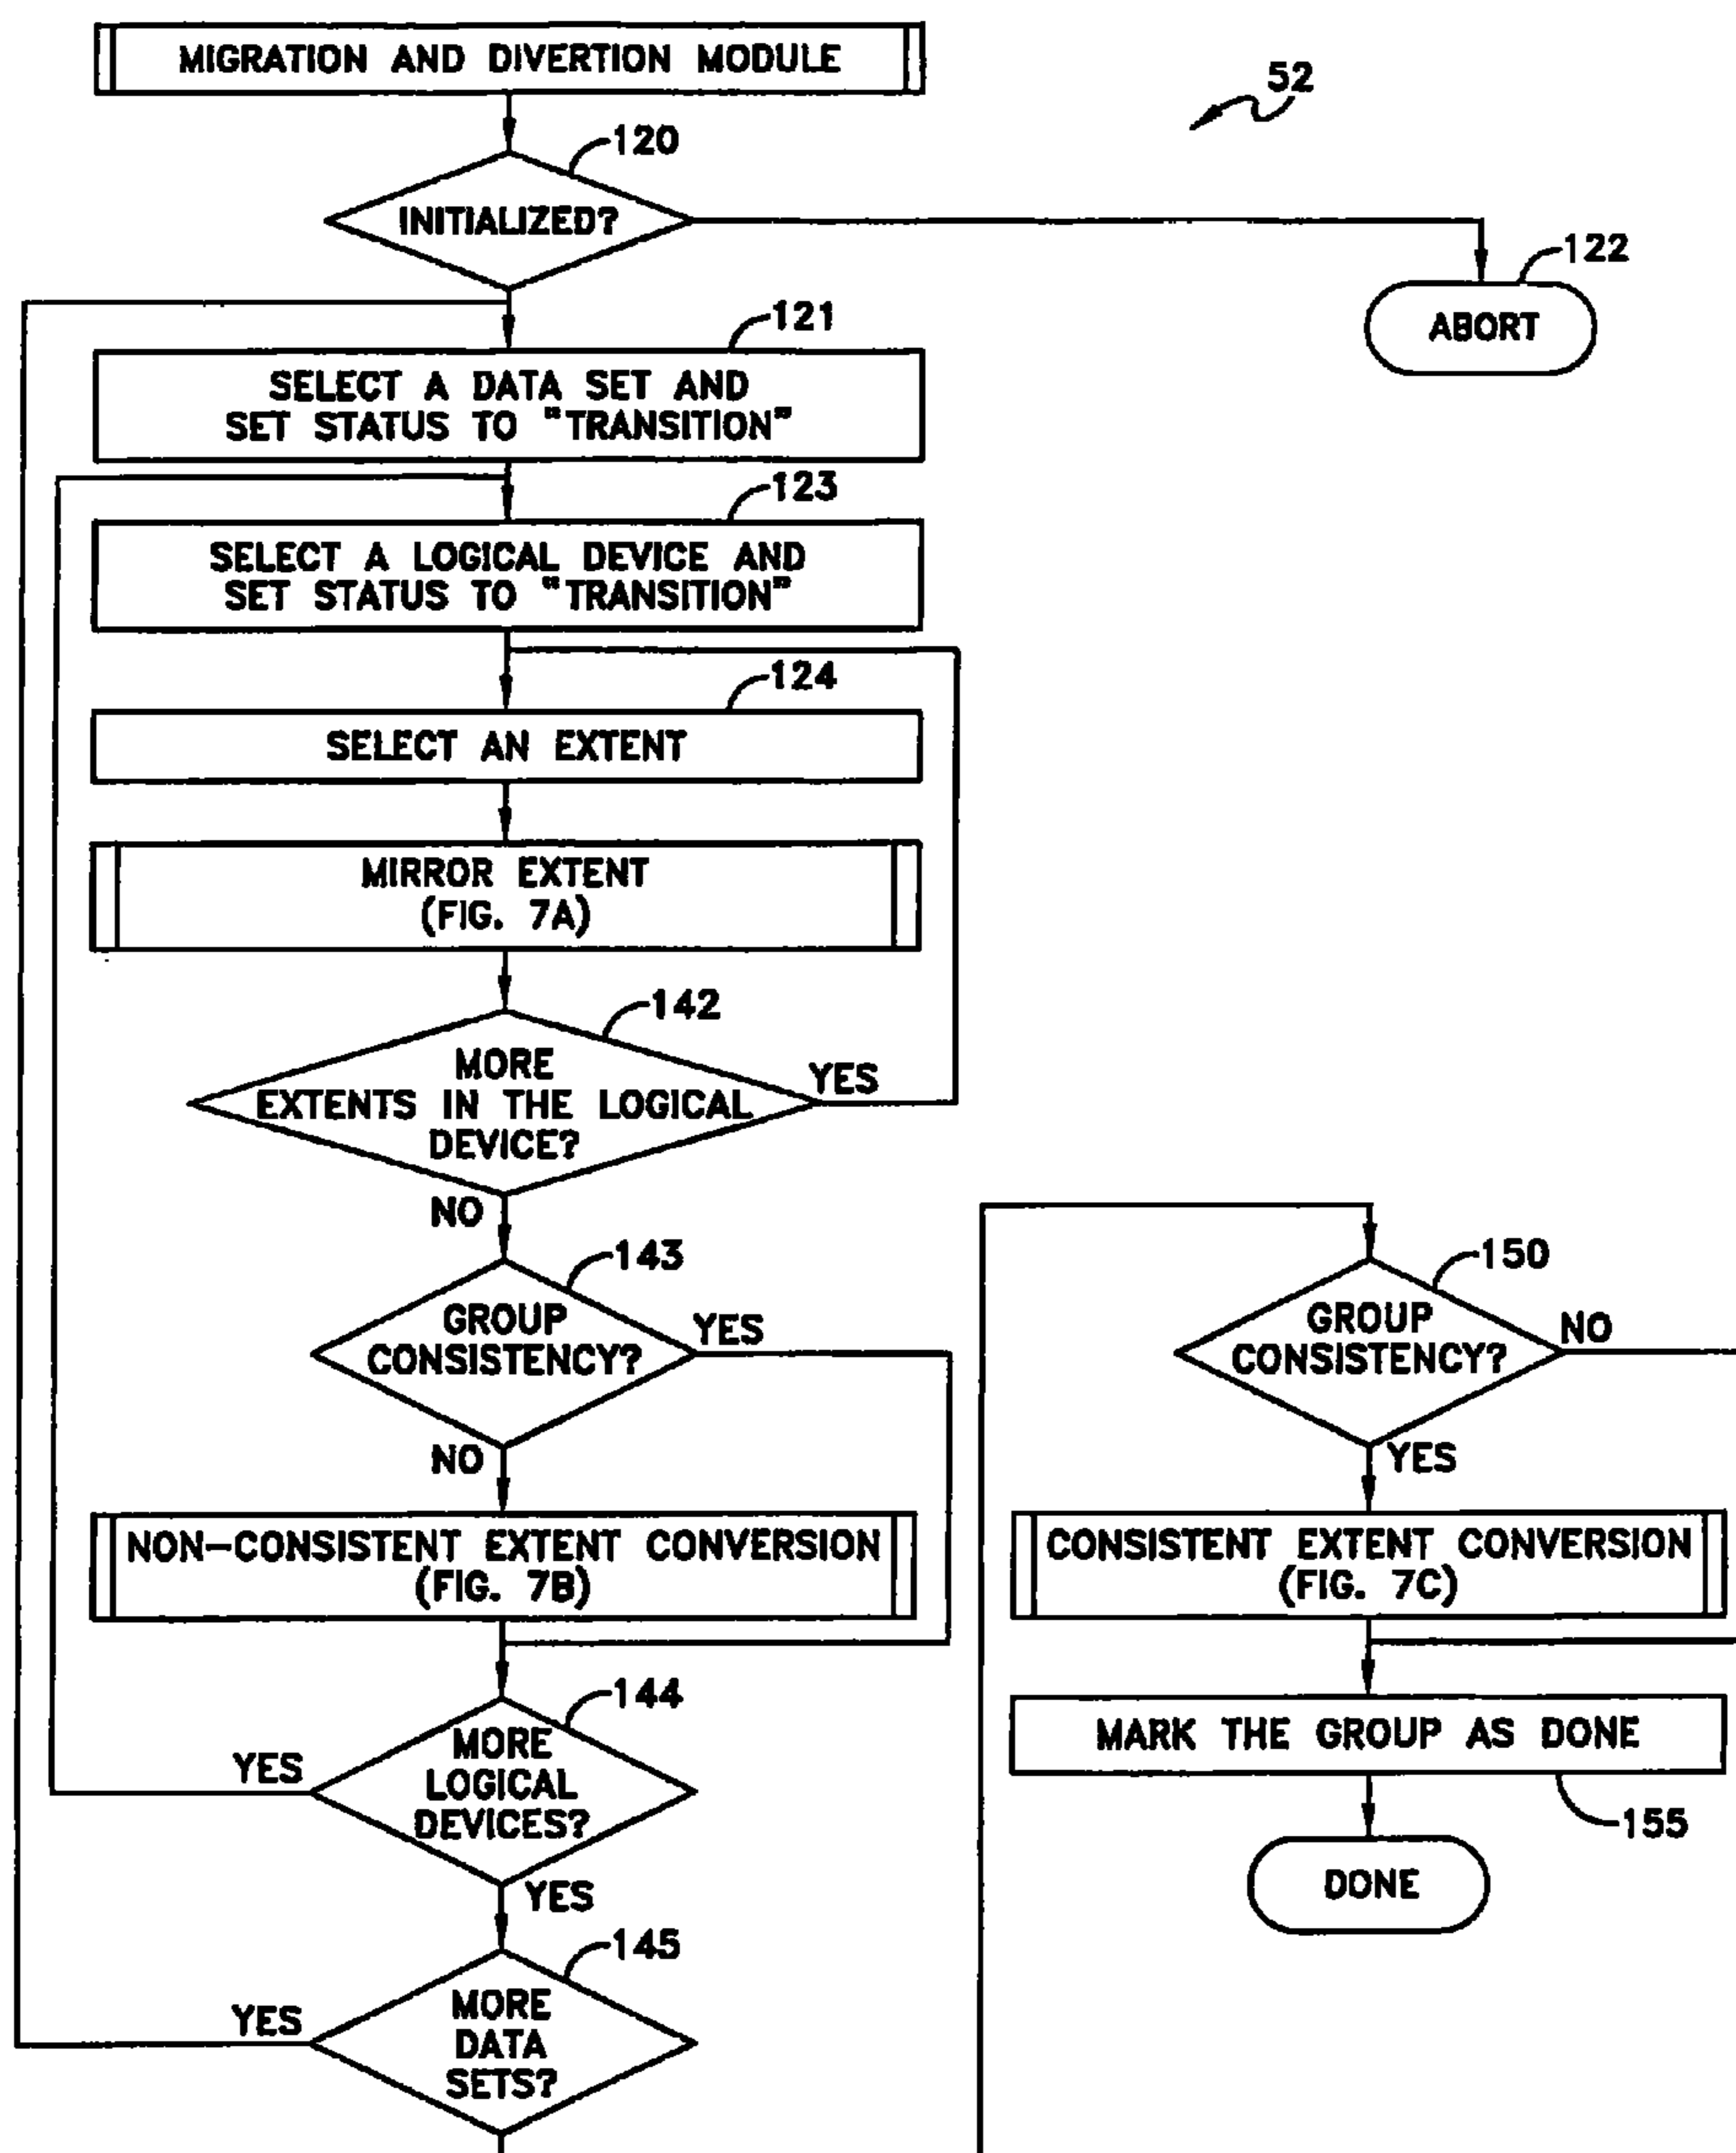 MIGRATION AND DIVERTION MODULE
52
120
INITIALIZED?
122
ABORT
121
SELECT A DATA SET AND
SET STATUS TO "TRANSITION"
123
SELECT A LOGICAL DEVICE AND
SET STATUS TO "TRANSITION"
124
SELECT AN EXTENT
MIRROR EXTENT
(FIG. 7A)
142
MORE
EXTENTS IN THE LOGICAL
DEVICE?
YES
NO
143
GROUP
CONSISTENCY?
YES
NO
NON-CONSISTENT EXTENT CONVERSION
(FIG. 7B)
144
MORE
LOGICAL
DEVICES?
YES
YES
145
MORE
DATA
SETS?
YES
150
GROUP
CONSISTENCY?
NO
YES
CONSISTENT EXTENT CONVERSION
(FIG. 7C)
MARK THE GROUP AS DONE
155
DONE